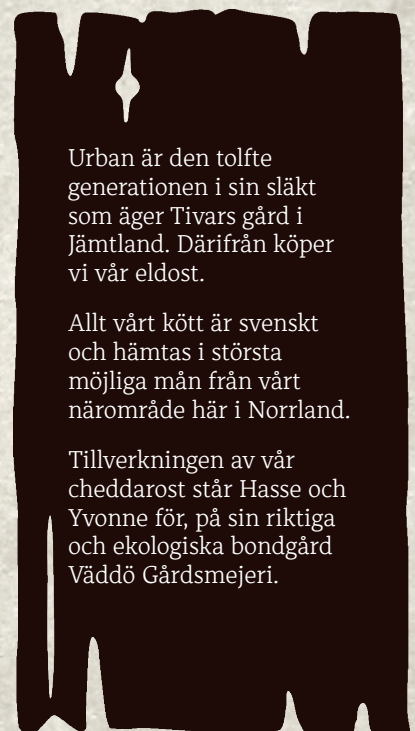 Urban är den tolfte
generationen i sin släkt
som äger Tivars gård i
Jämtland. Därifrån köper
vi vår eldost.
Allt vårt kött är svenskt
och hämtas i största
möjliga mån från vårt
närområde här i Norrland.
Tillverkningen av vår
cheddarost står Hasse och
Yvonne för, på sin riktiga
och ekologiska bondgård
Väddö Gårdsmejeri.